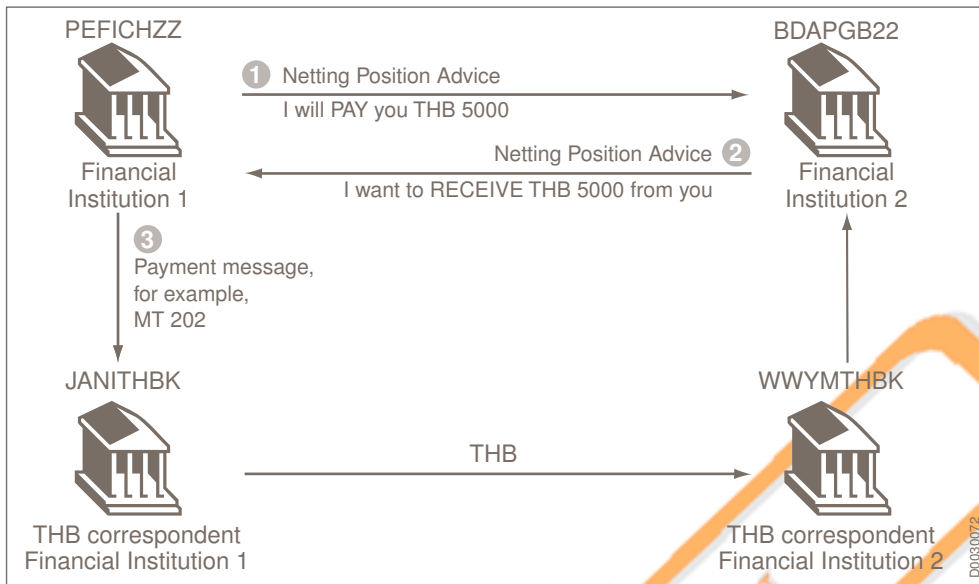 PEFICHZZ
BDAPGB22
1 Netting Position Advice
I will PAY you THB 5000
Netting Position Advice 2
I want to RECEIVE THB 5000 from you
Financial
Institution 1
Financial
Institution 2
3
Payment message,
for example,
MT 202
JANITHBK
WWYMTHBK
THB
THB correspondent
Financial Institution 1
THB correspondent
Financial Institution 2
D1030072